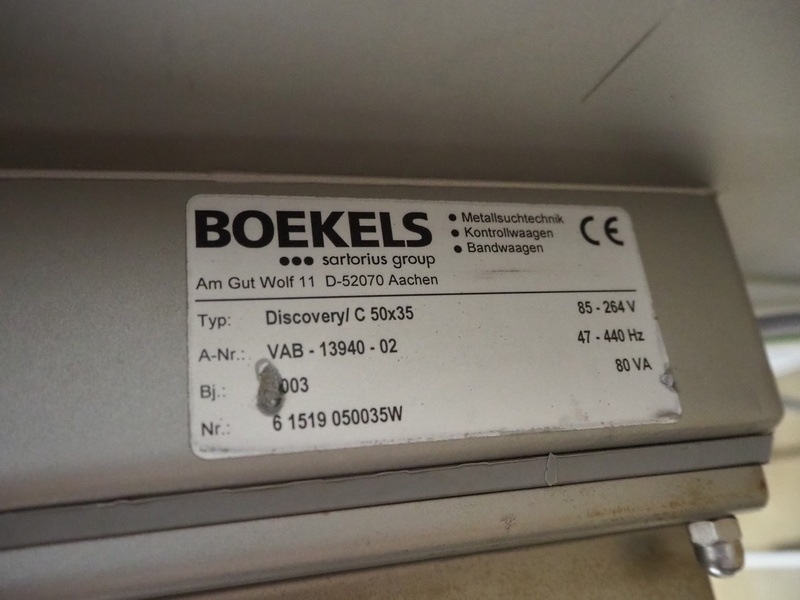 BOEKELS
••• sartorius group
• Metallsuchtechnik
• Kontrollwaagen
• Bandwaagen
CE
Am Gut Wolf 11 D-52070 Aachen
Typ: Discovery/ C 50x35 85 - 264 V
A-Nr.: VAB - 13940 - 02 47 - 440 Hz
80 VA
Bj.: 003
Nr.: 6 1519 050035W